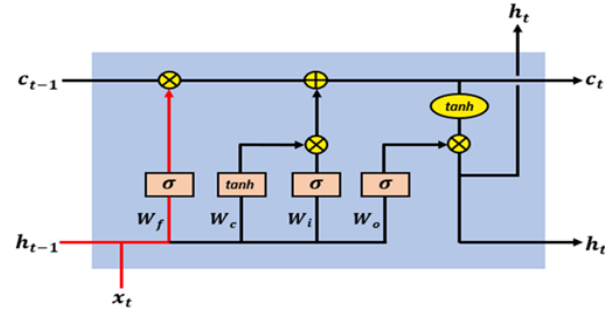 h_t
c_{t-1} ⊗ ⊕ c_t
tanh
⊗ ⊗
σ tanh σ σ
W_f W_c W_i W_o
h_{t-1} h_t
x_t